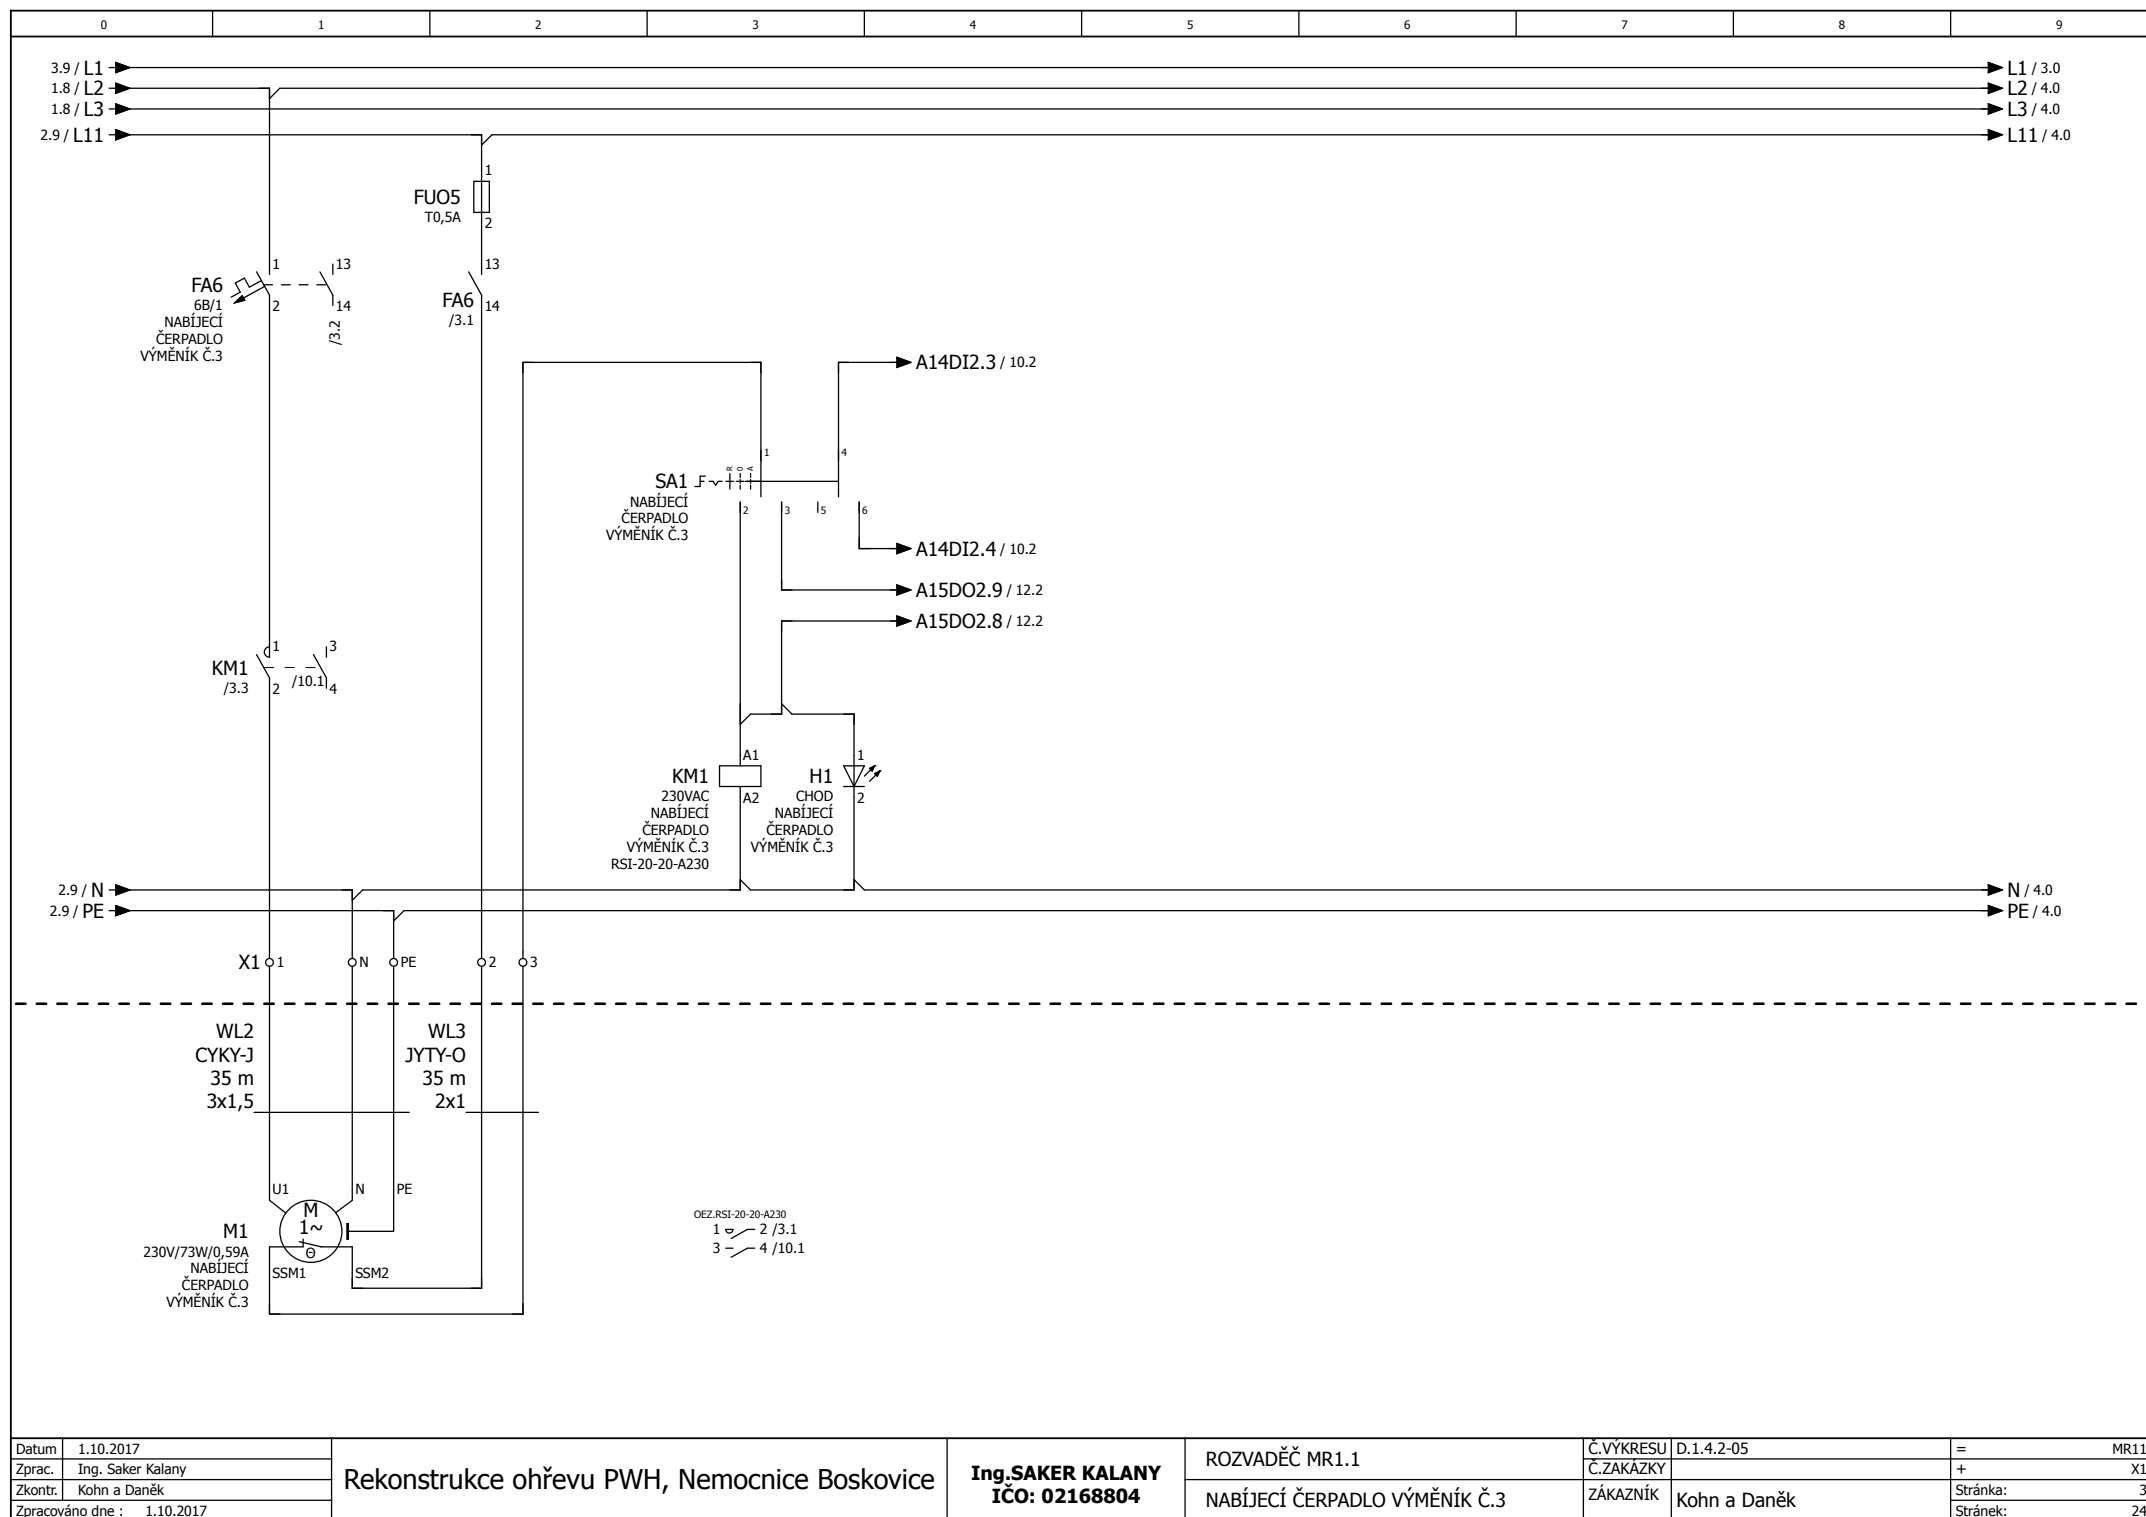 0 1 2 3 4 5 6 7 8 9
3.9 / L1
L1 / 3.0
1.8 / L2
L2 / 4.0
1.8 / L3
L3 / 4.0
2.9 / L11
L11 / 4.0
1
FUO5
T0,5A
2
1
13
FA6
6B/1
NABÍJECÍ
ČERPADLO
VÝMĚNÍK Č.3
2
14
/3.2
13
FA6
/3.1
14
A14DI2.3 / 10.2
1
4
R
0
A
SA1
NABÍJECÍ
ČERPADLO
VÝMĚNÍK Č.3
2
3
5
6
A14DI2.4 / 10.2
A15DO2.9 / 12.2
A15DO2.8 / 12.2
1
3
KM1
/3.3
2
/10.1
4
A1
KM1
230VAC
NABÍJECÍ
ČERPADLO
VÝMĚNÍK Č.3
RSI-20-20-A230
A2
1
H1
CHOD
NABÍJECÍ
ČERPADLO
VÝMĚNÍK Č.3
2
2.9 / N
N / 4.0
2.9 / PE
PE / 4.0
X1 1 N PE 2 3
WL2
CYKY-J
35 m
3x1,5
WL3
JYTY-O
35 m
2x1
U1
N
PE
M
1~
Θ
M1
230V/73W/0,59A
NABÍJECÍ
ČERPADLO
VÝMĚNÍK Č.3
SSM1
SSM2
OEZ.RSI-20-20-A230
1 2 /3.1
3 4 /10.1
Datum 1.10.2017
Zprac. Ing. Saker Kalany
Zkontr. Kohn a Daněk
Zpracováno dne : 1.10.2017
Rekonstrukce ohřevu PWH, Nemocnice Boskovice
Ing.SAKER KALANY
IČO: 02168804
ROZVADĚČ MR1.1
NABÍJECÍ ČERPADLO VÝMĚNÍK Č.3
Č.VÝKRESU D.1.4.2-05
Č.ZAKÁZKY
ZÁKAZNÍK Kohn a Daněk
= MR11
+ X1
Stránka: 3
Stránek: 24